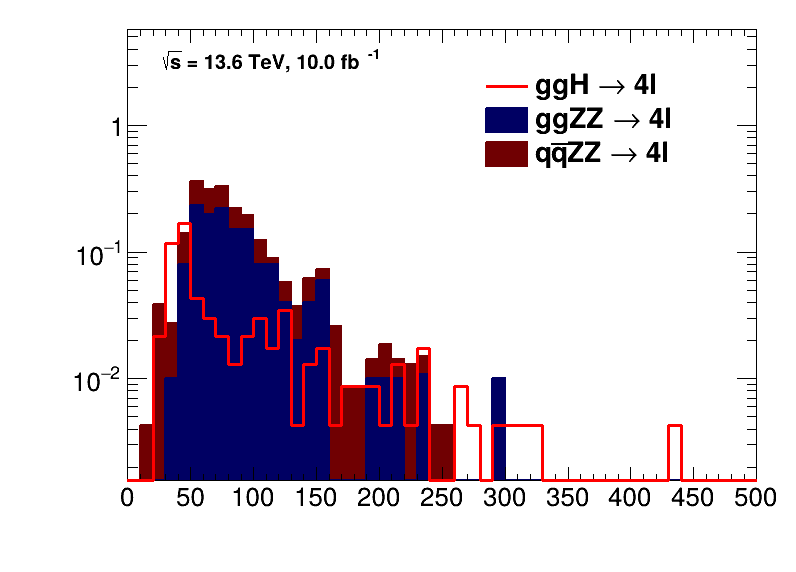 √s = 13.6 TeV, 10.0 fb⁻¹
ggH → 4l
ggZZ → 4l
qq̅ZZ → 4l
1
10⁻¹
10⁻²
0 50 100 150 200 250 300 350 400 450 500